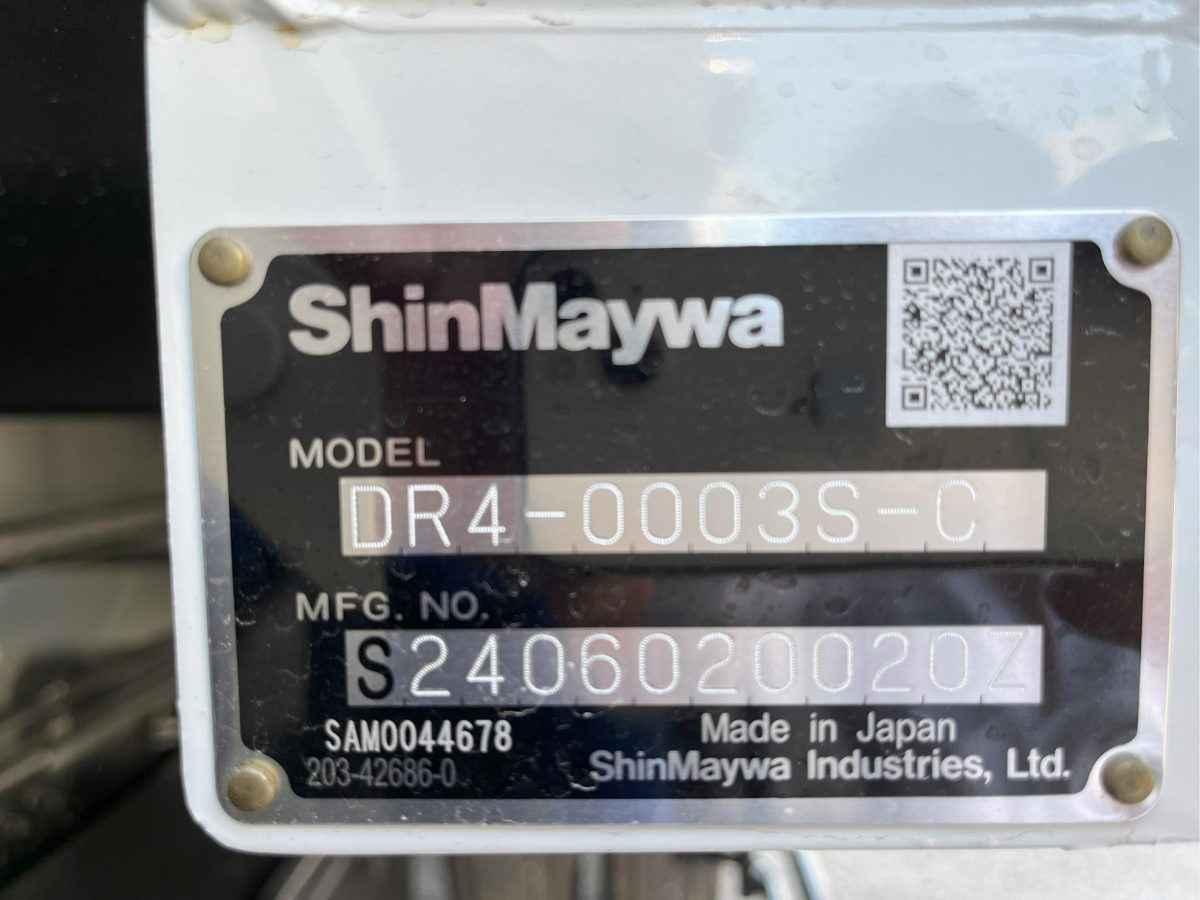 ShinMaywa
MODEL
DR4-0003S-C
MFG. NO.
S2406020020Z
SAM0044678
203-42686-0
Made in Japan
ShinMaywa Industries, Ltd.